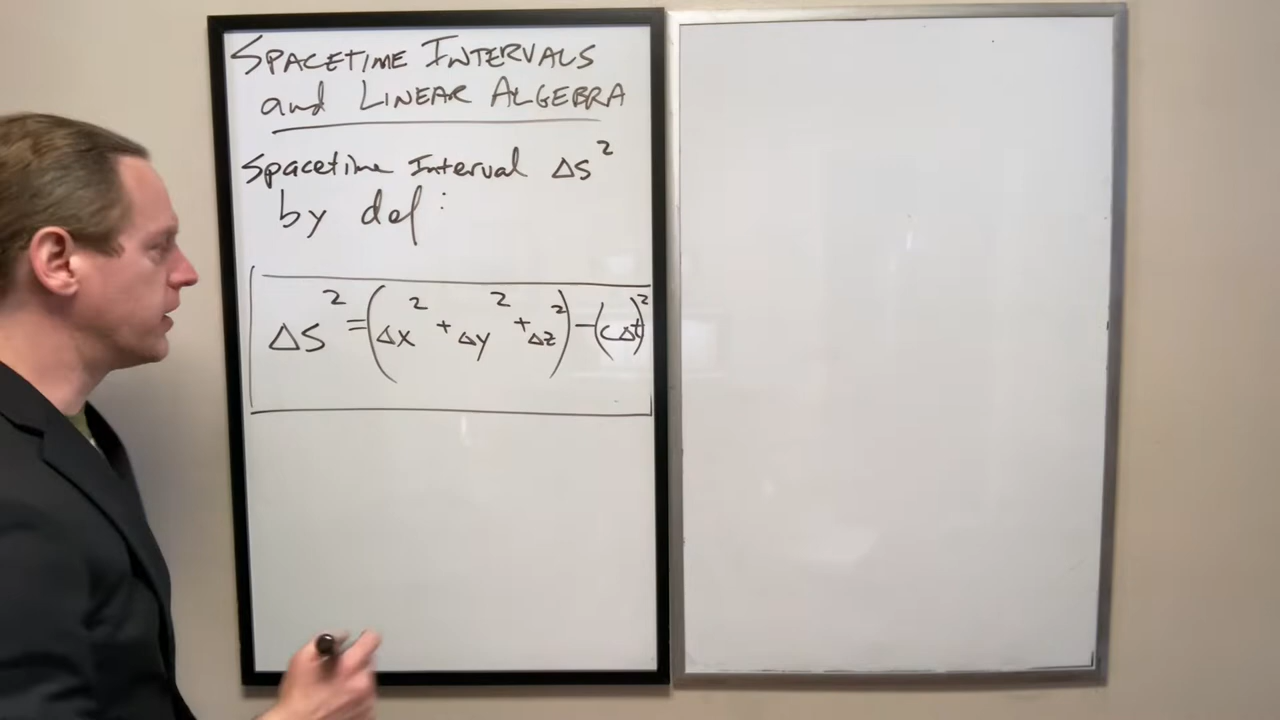 SPACETIME INTERVALS
and LINEAR ALGEBRA
Spacetime Interval ΔS²
by def:
ΔS² = (Δx² + Δy² + Δz²) − (cΔt)²